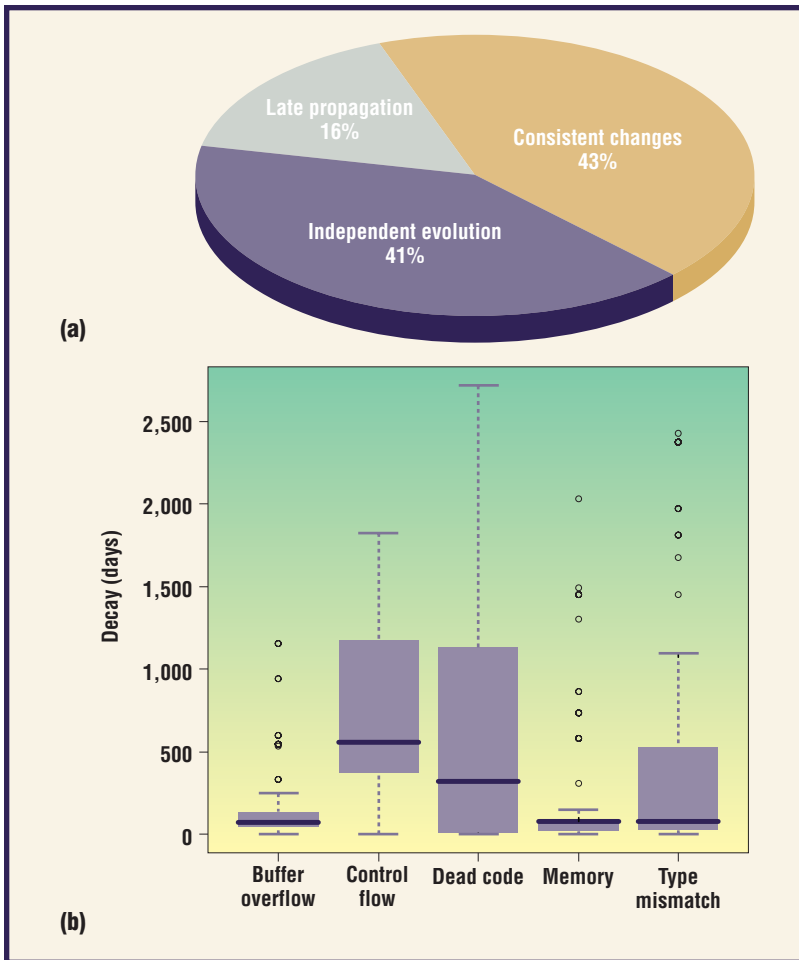 Late propagation
16%
Consistent changes
43%
Independent evolution
41%
(a)
Decay (days)
2,500
2,000
1,500
1,000
500
0
Buffer
overflow
Control
flow
Dead code
Memory
Type
mismatch
(b)